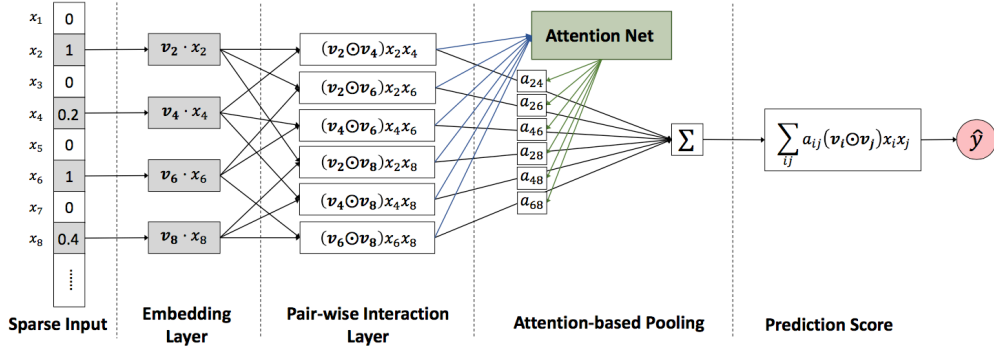 x₁ 0
x₂ 1
x₃ 0
x₄ 0.2
x₅ 0
x₆ 1
x₇ 0
x₈ 0.4
......
Sparse Input
v₂ · x₂
v₄ · x₄
v₆ · x₆
v₈ · x₈
Embedding
Layer
(v₂⊙v₄)x₂x₄
(v₂⊙v₆)x₂x₆
(v₄⊙v₆)x₄x₆
(v₂⊙v₈)x₂x₈
(v₄⊙v₈)x₄x₈
(v₆⊙v₈)x₆x₈
Pair-wise Interaction
Layer
Attention Net
a₂₄
a₂₆
a₄₆
a₂₈
a₄₈
a₆₈
∑
Attention-based Pooling
∑ᵢⱼ aᵢⱼ(vᵢ⊙vⱼ)xᵢxⱼ
Prediction Score
ŷ